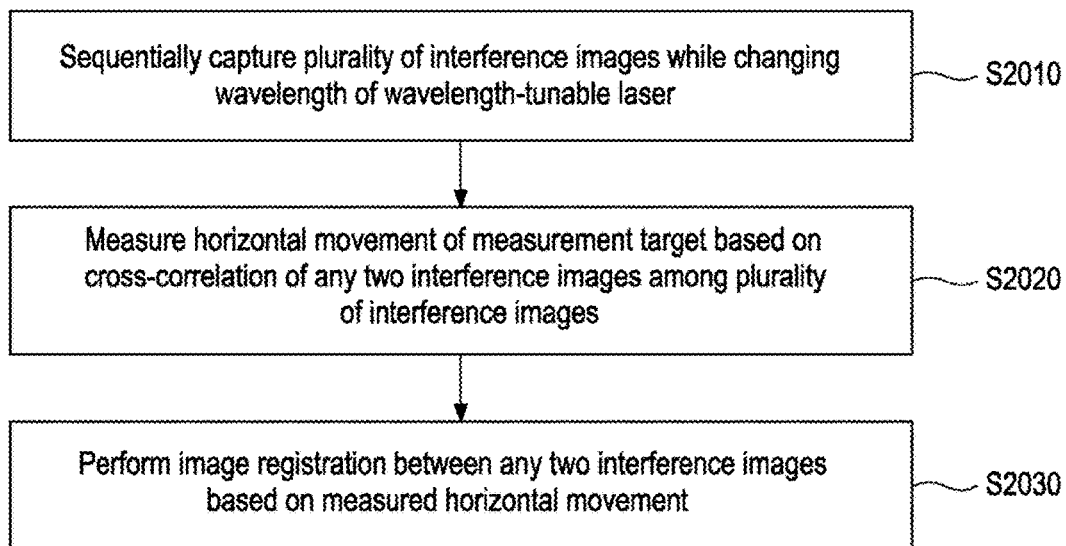 Sequentially capture plurality of interference images while changing
wavelength of wavelength-tunable laser
S2010
Measure horizontal movement of measurement target based on
cross-correlation of any two interference images among plurality
of interference images
S2020
Perform image registration between any two interference images
based on measured horizontal movement
S2030